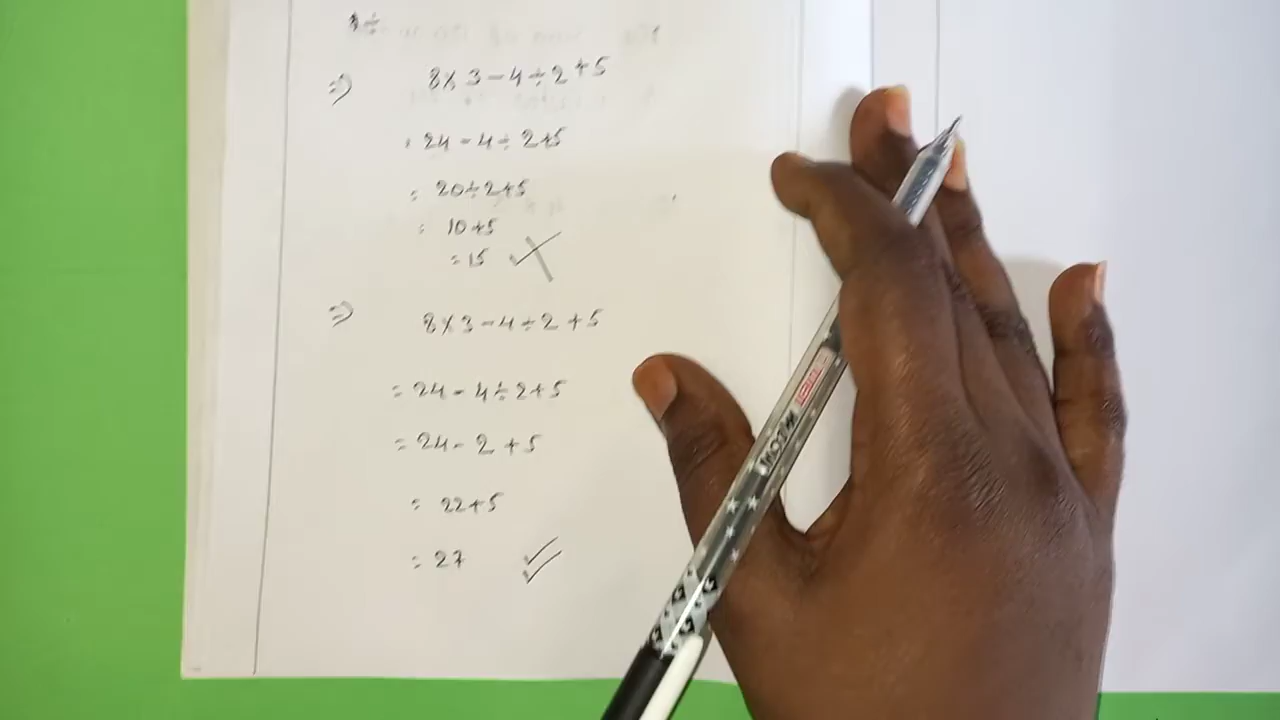 ⇒ 8 × 3 - 4 ÷ 2 + 5
= 24 - 4 ÷ 2 + 5
= 20 ÷ 2 + 5
= 10 + 5
= 15
⇒ 8 × 3 - 4 ÷ 2 + 5
= 24 - 4 ÷ 2 + 5
= 24 - 2 + 5
= 22 + 5
= 27